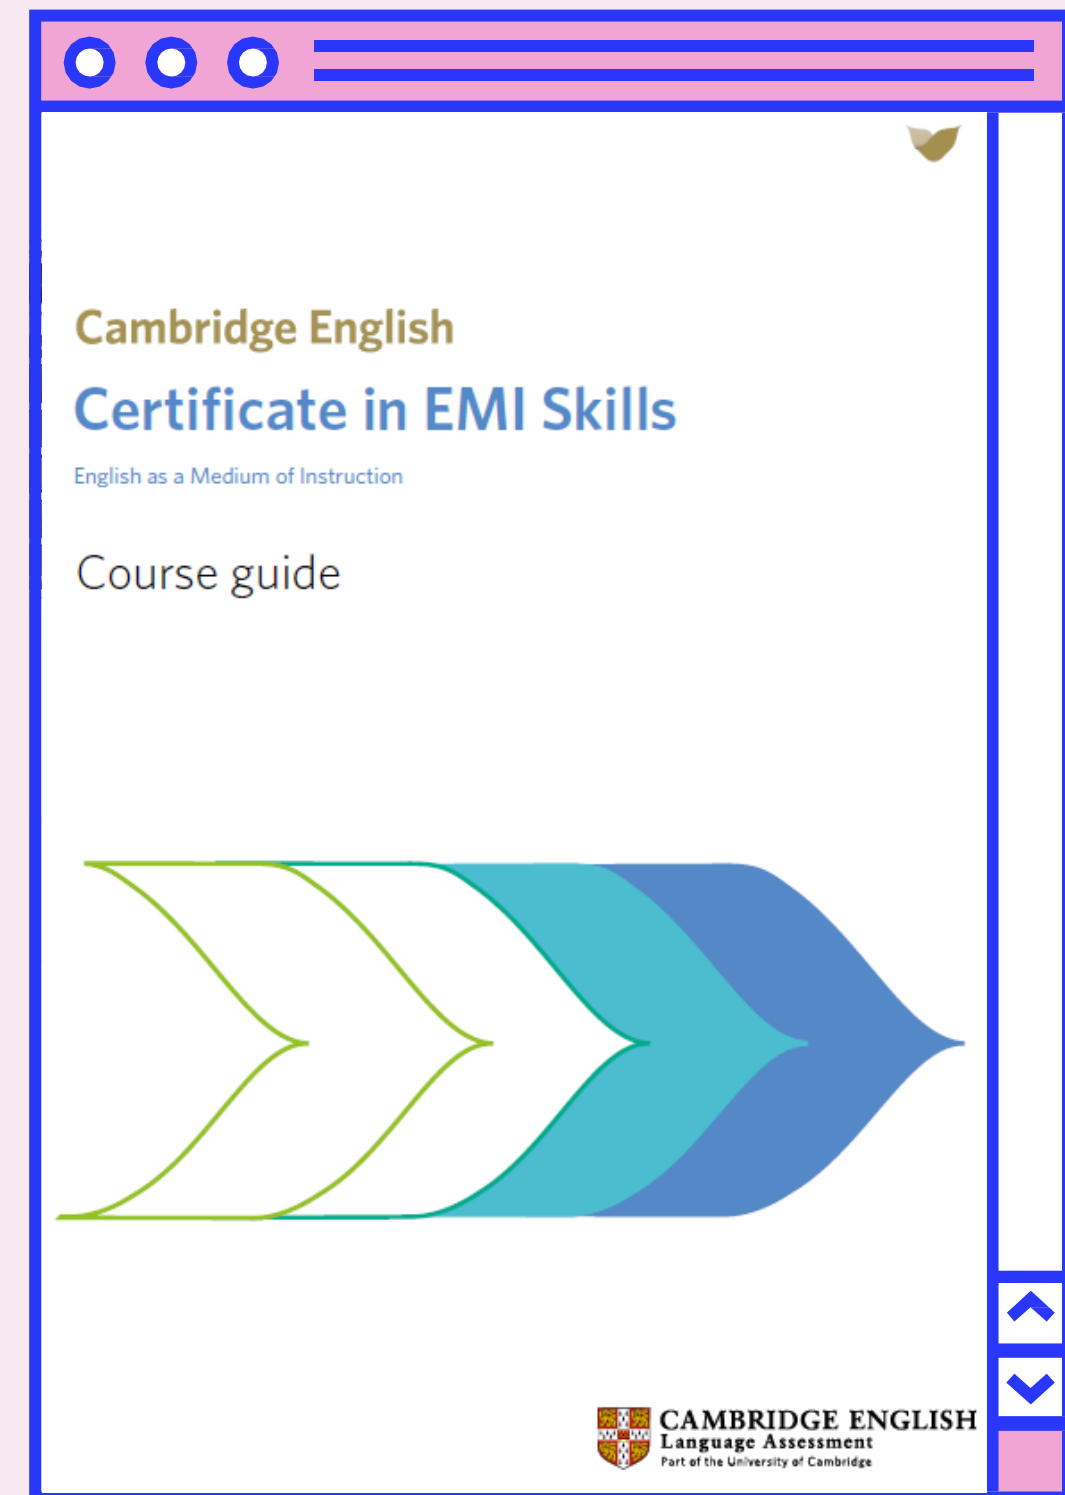 Cambridge English
Certificate in EMI Skills
English as a Medium of Instruction
Course guide
CAMBRIDGE ENGLISH
Language Assessment
Part of the University of Cambridge